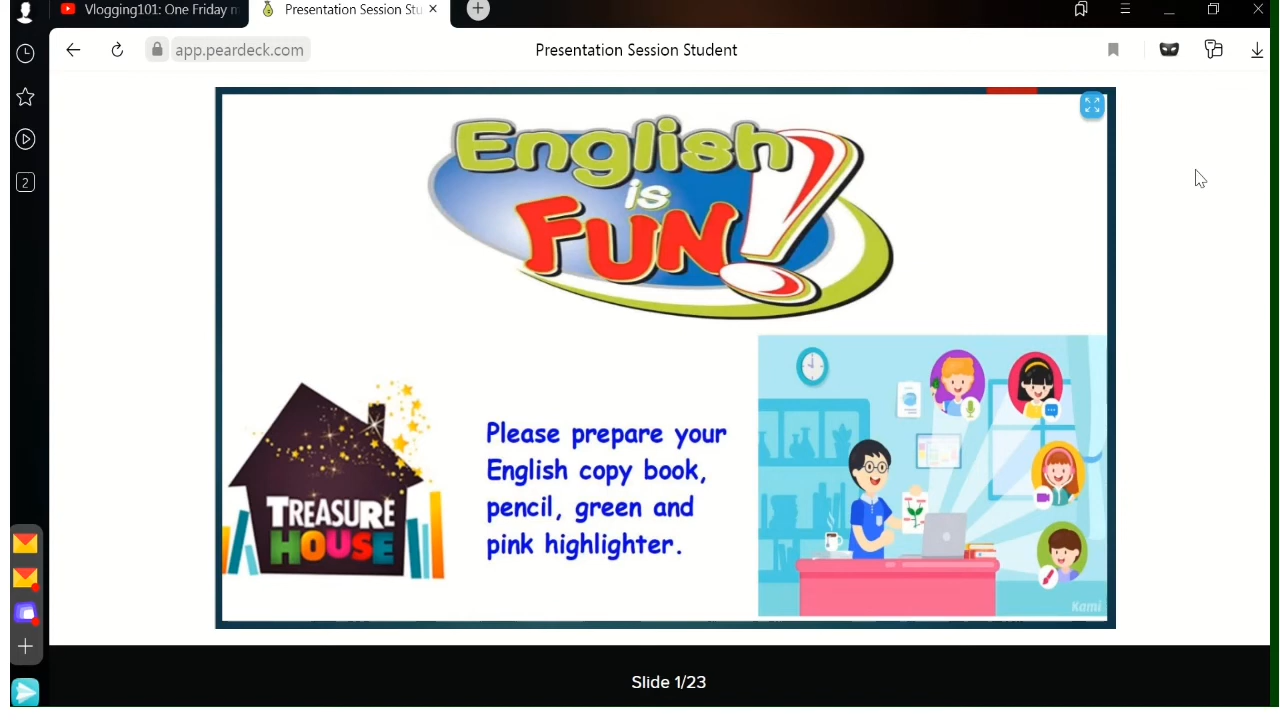 Vlogging101: One Friday m
Presentation Session Stu
app.peardeck.com
Presentation Session Student
2
English
is
FUN!
TREASURE
HOUSE
Please prepare your
English copy book,
pencil, green and
pink highlighter.
Kami
Slide 1/23